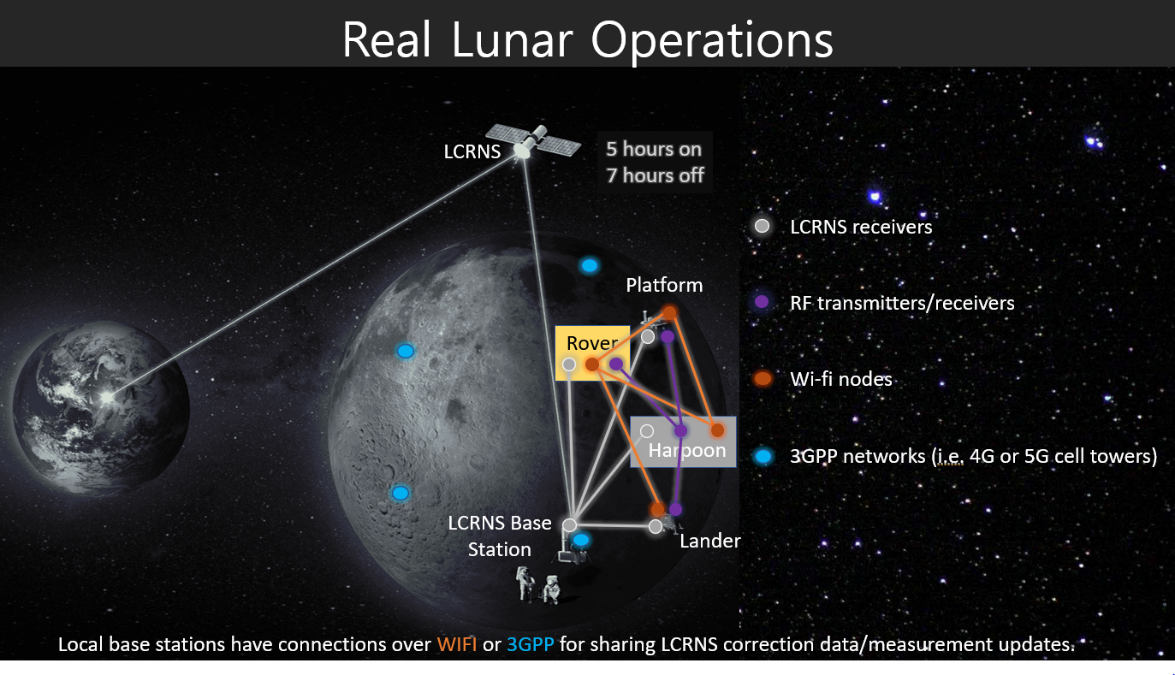 Real Lunar Operations
LCRNS
5 hours on
7 hours off
LCRNS receivers
Platform
RF transmitters/receivers
Rover
Wi-fi nodes
Harpoon
3GPP networks (i.e. 4G or 5G cell towers)
LCRNS Base
Station
Lander
Local base stations have connections over WIFI or 3GPP for sharing LCRNS correction data/measurement updates.